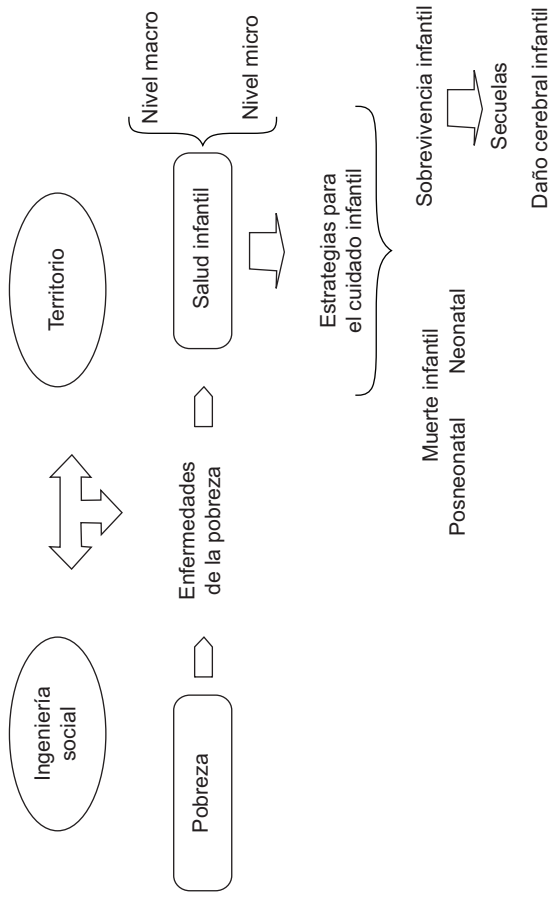 Ingeniería
social
Territorio
Pobreza
Enfermedades
de la pobreza
Salud infantil
Nivel macro
Nivel micro
Estrategias para
el cuidado infantil
Muerte infantil
Posneonatal Neonatal
Sobrevivencia infantil
Secuelas
Daño cerebral infantil